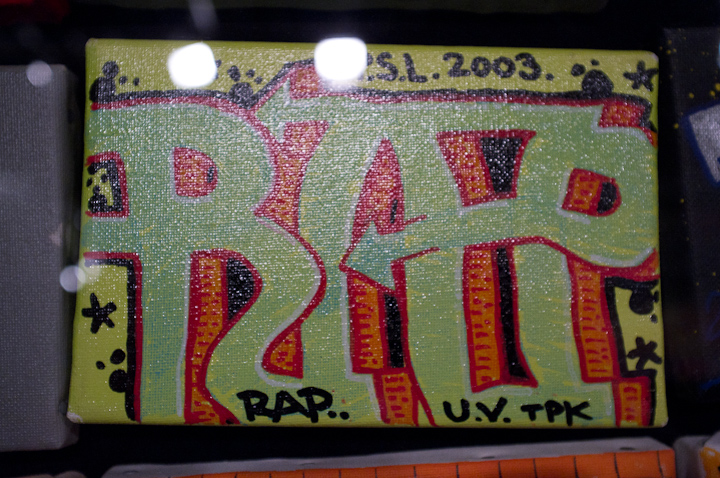 .S.L. 2003.
RAP
.RAP..
U.V. TPK